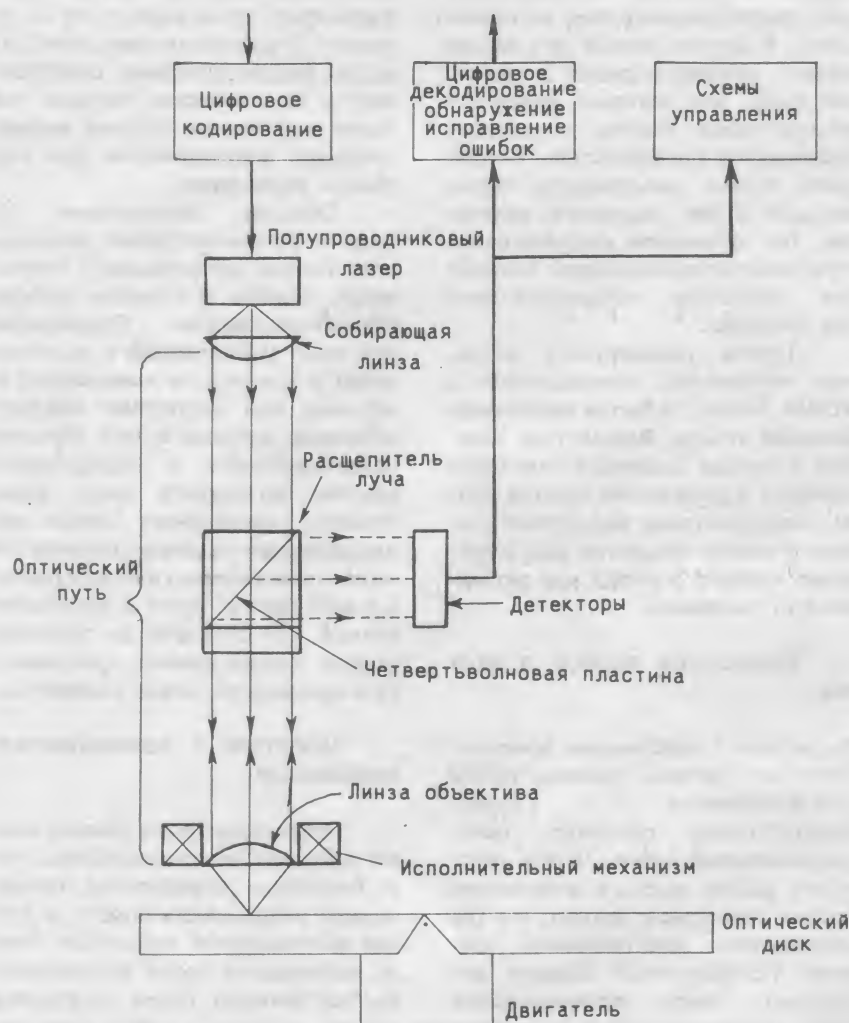 Цифровое
кодирование
Цифровое
декодирование
обнаружение
исправление
ошибок
Схемы
управления
Полупроводниковый
лазер
Собирающая
линза
Расщепитель
луча
Оптический
путь
Детекторы
Четвертьволновая пластина
Линза объектива
Исполнительный механизм
Оптический
диск
Двигатель